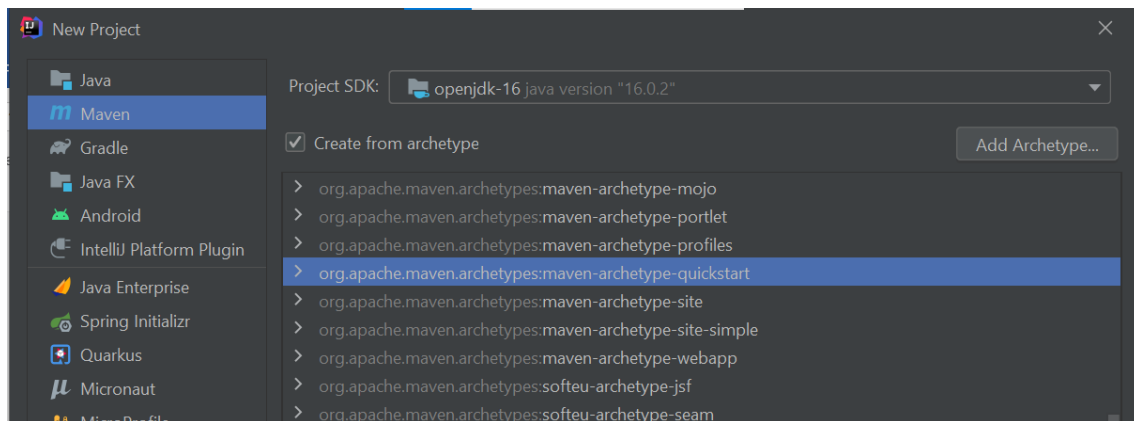 New Project
Java
Maven
Gradle
Java FX
Android
IntelliJ Platform Plugin
Java Enterprise
Spring Initializr
Quarkus
Micronaut
MicroProfile
Project SDK: openjdk-16 java version "16.0.2"
Create from archetype
Add Archetype...
org.apache.maven.archetypes:maven-archetype-mojo
org.apache.maven.archetypes:maven-archetype-portlet
org.apache.maven.archetypes:maven-archetype-profiles
org.apache.maven.archetypes:maven-archetype-quickstart
org.apache.maven.archetypes:maven-archetype-site
org.apache.maven.archetypes:maven-archetype-site-simple
org.apache.maven.archetypes:maven-archetype-webapp
org.apache.maven.archetypes:softeu-archetype-jsf
org.apache.maven.archetypes:softeu-archetype-seam